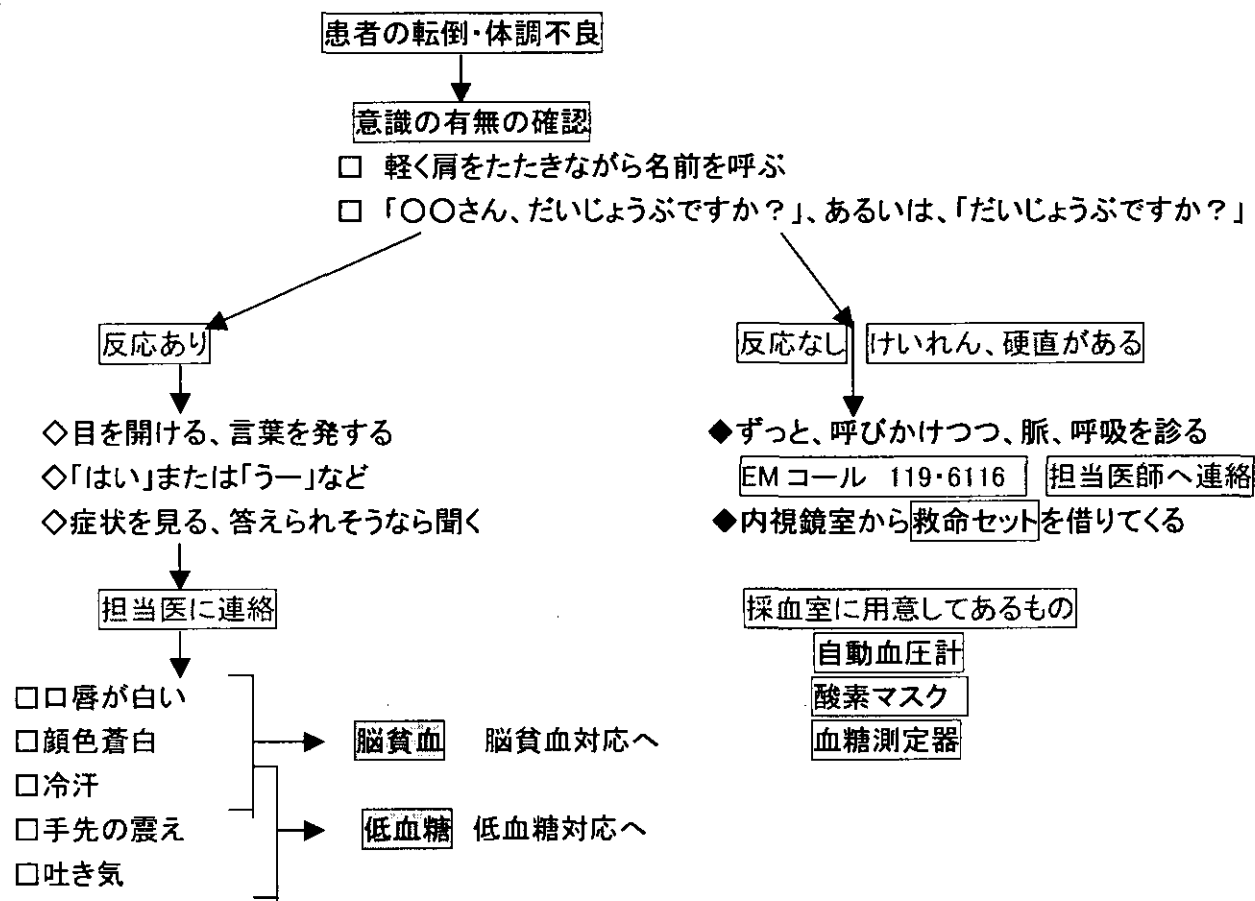 患者の転倒・体調不良
意識の有無の確認
□ 軽く肩をたたきながら名前を呼ぶ
□ 「〇〇さん、だいじょうぶですか？」、あるいは、「だいじょうぶですか？」
反応あり
◇目を開ける、言葉を発する
◇「はい」または「うー」など
◇症状を見る、答えられそうなら聞く
担当医に連絡
□口唇が白い
□顔色蒼白
□冷汗
□手先の震え
□吐き気
脳貧血 脳貧血対応へ
低血糖 低血糖対応へ
反応なし けいれん、硬直がある
◆ずっと、呼びかけつつ、脈、呼吸を診る
EMコール 119・6116 担当医師へ連絡
◆内視鏡室から救命セットを借りてくる
採血室に用意してあるもの
自動血圧計
酸素マスク
血糖測定器